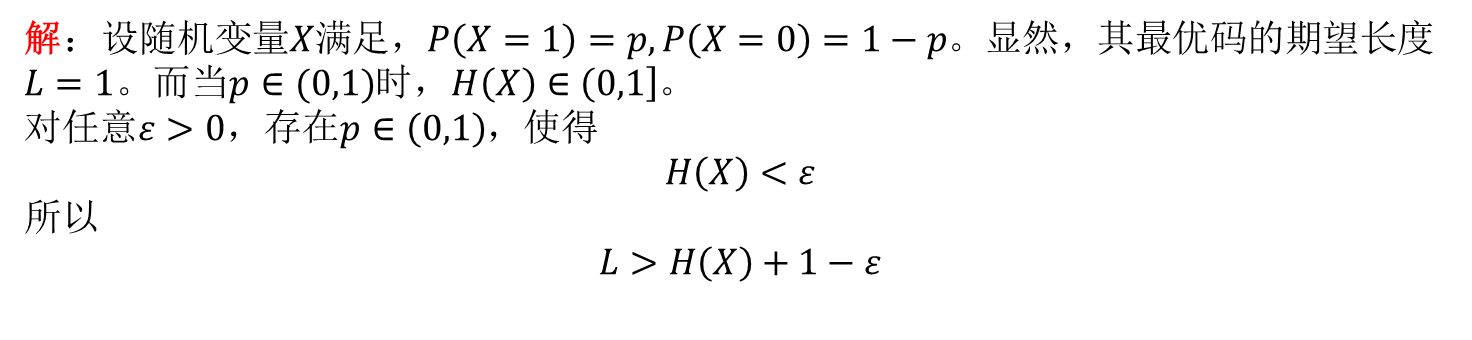 解：设随机变量𝑋满足，𝑃(𝑋 = 1) = 𝑝, 𝑃(𝑋 = 0) = 1 − 𝑝。显然，其最优码的期望长度
𝐿 = 1。而当𝑝 ∈ (0,1)时，𝐻(𝑋) ∈ (0,1]。
对任意𝜀 > 0，存在𝑝 ∈ (0,1)，使得
𝐻(𝑋) < 𝜀
所以
𝐿 > 𝐻(𝑋) + 1 − 𝜀